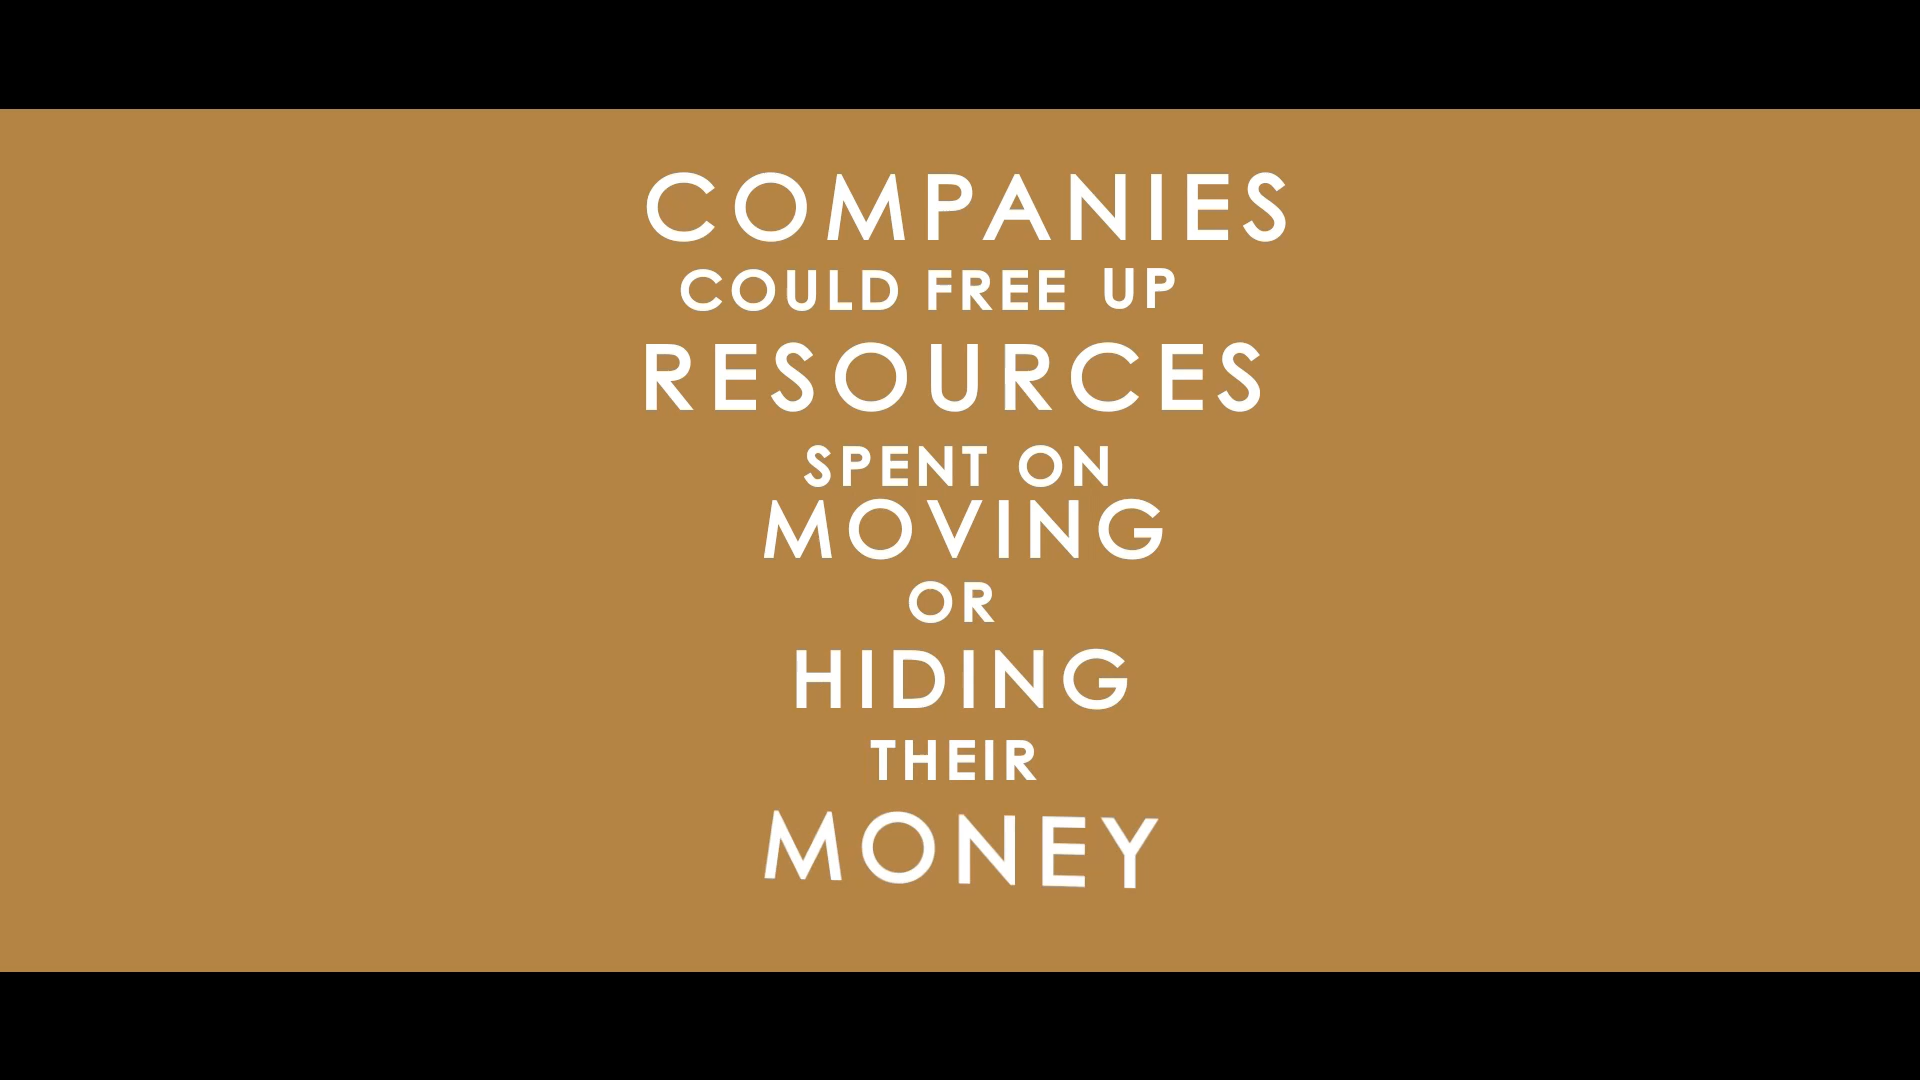 COMPANIES
COULD FREE UP
RESOURCES
SPENT ON
MOVING
OR
HIDING
THEIR
MONEY